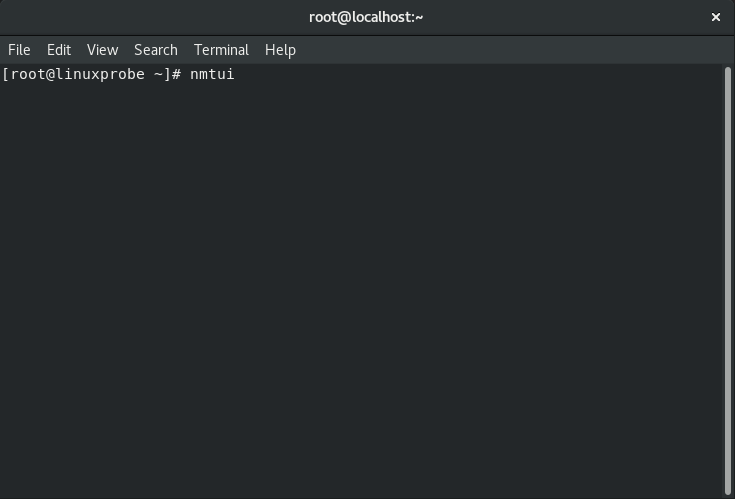 root@localhost:~ ×
File Edit View Search Terminal Help
[root@linuxprobe ~]# nmtui